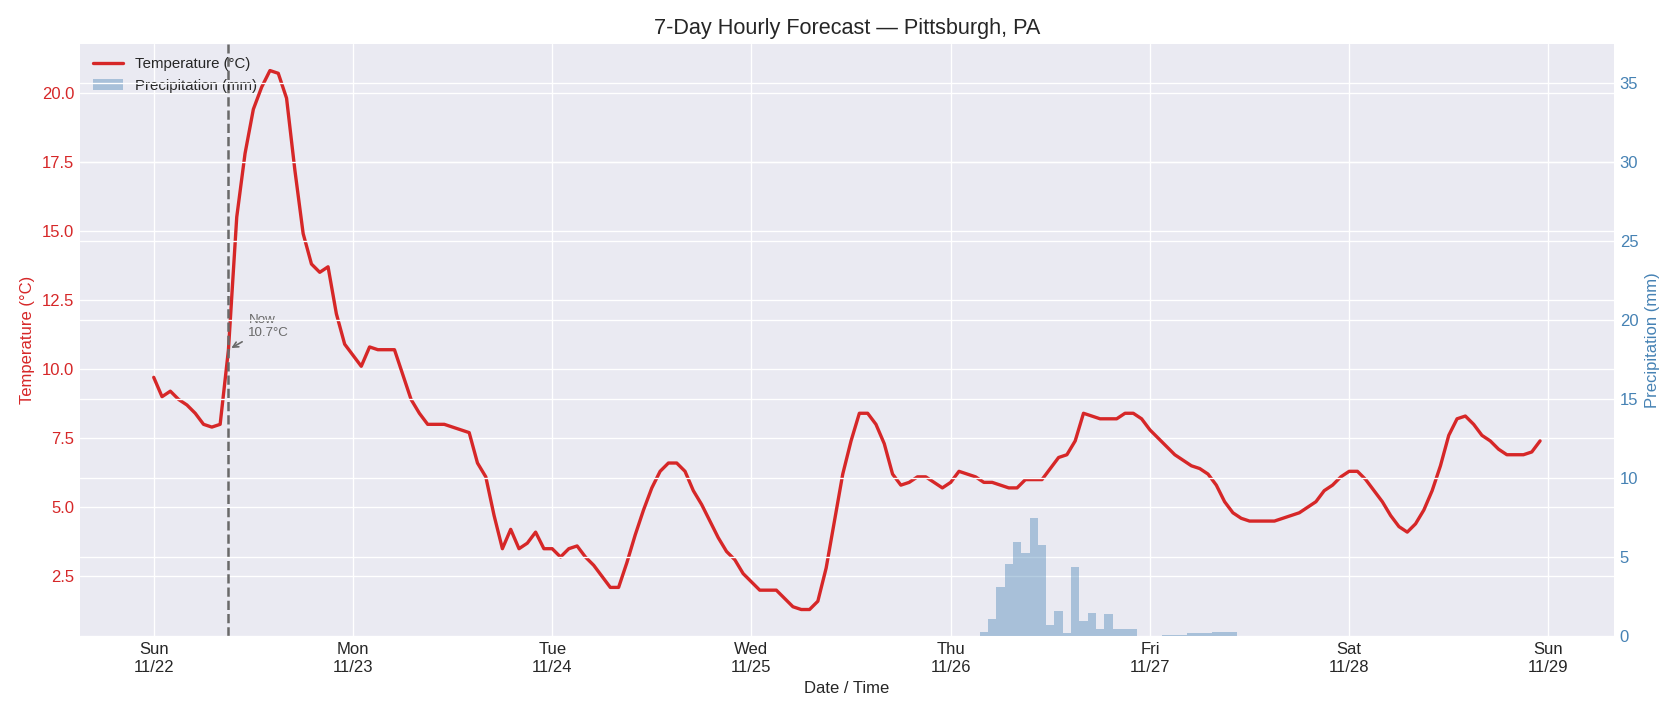 7-Day Hourly Forecast — Pittsburgh, PA
Temperature (°C)
Precipitation (mm)
20.0
17.5
15.0
12.5
10.0
7.5
5.0
2.5
Temperature (°C)
Now
10.7°C
35
30
25
20
15
10
5
0
Precipitation (mm)
Sun
11/22
Mon
11/23
Tue
11/24
Wed
11/25
Thu
11/26
Fri
11/27
Sat
11/28
Sun
11/29
Date / Time